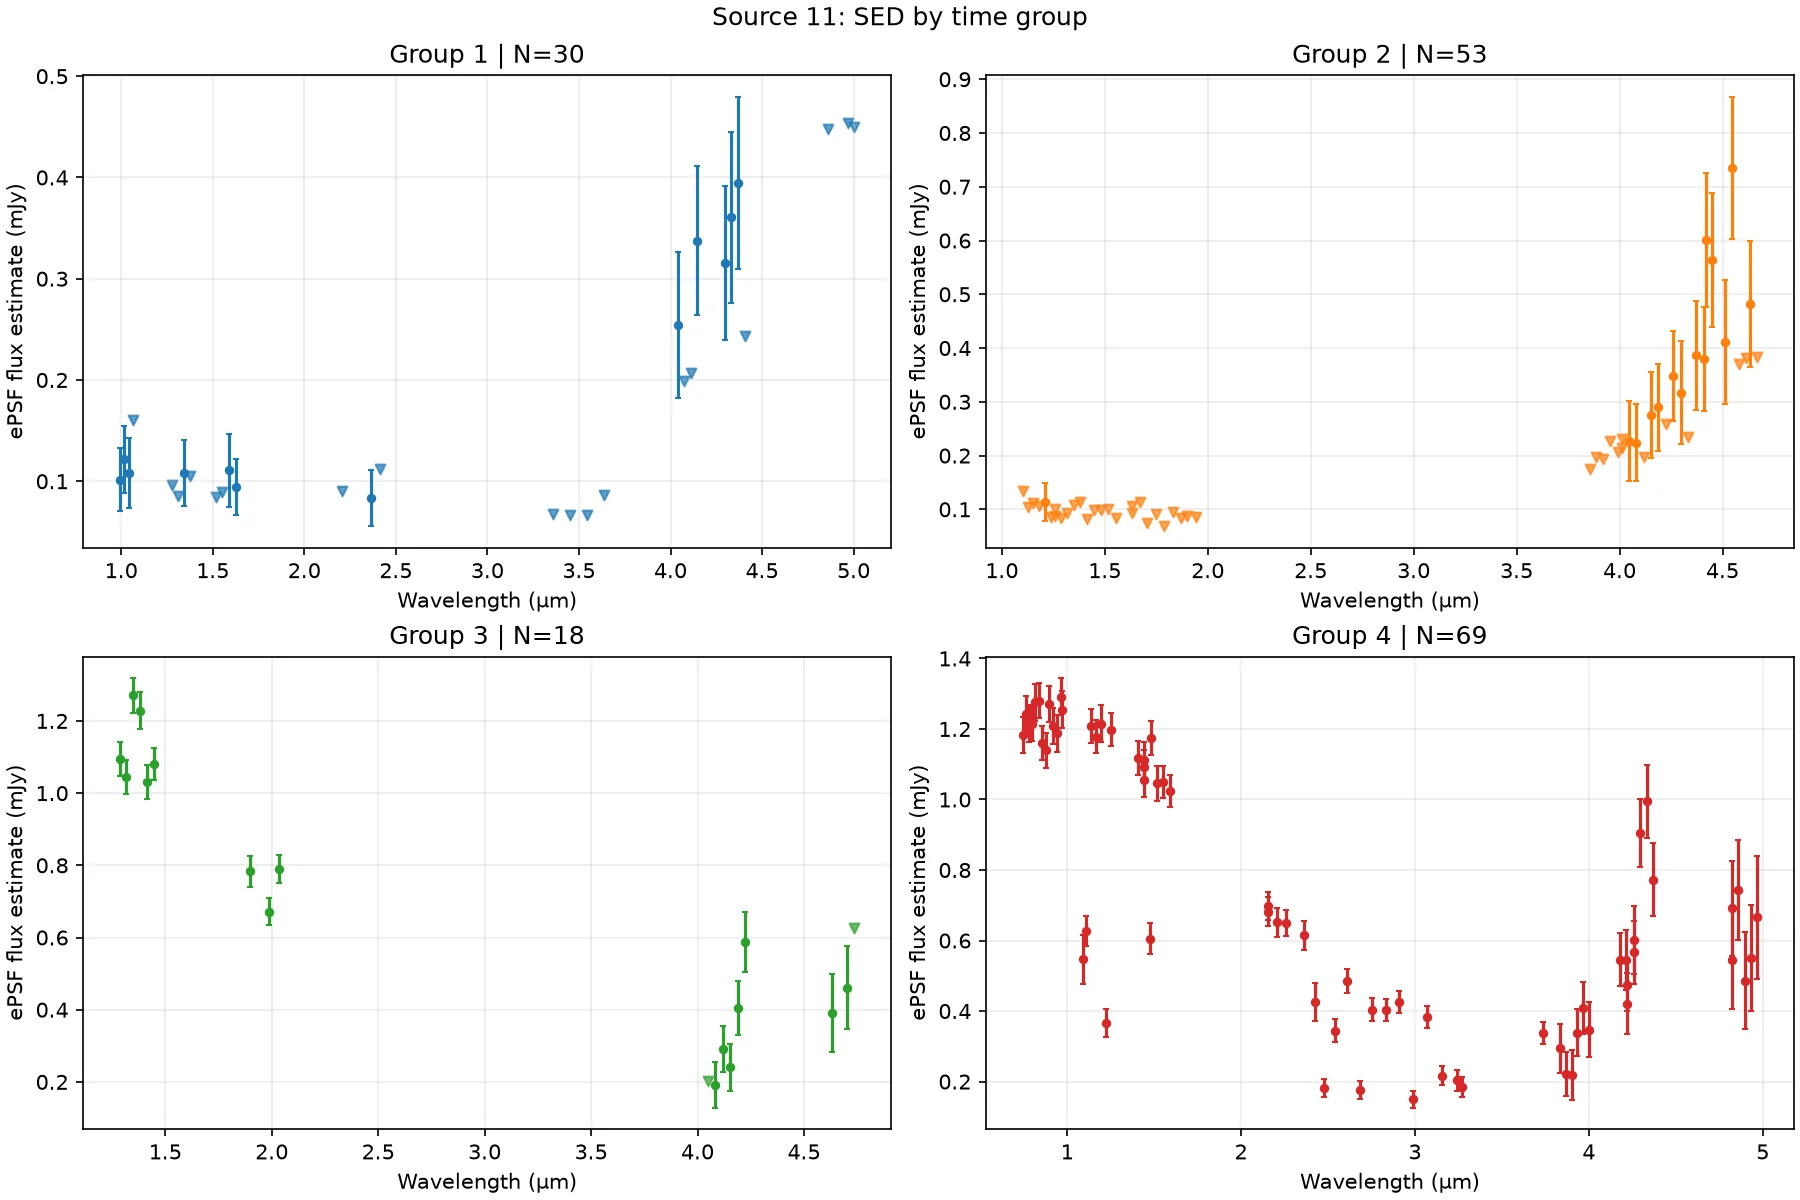 Source 11: SED by time group
Group 1 | N=30
ePSF flux estimate (mJy)
0.5
0.4
0.3
0.2
0.1
1.0 1.5 2.0 2.5 3.0 3.5 4.0 4.5 5.0
Wavelength (µm)
Group 2 | N=53
ePSF flux estimate (mJy)
0.9
0.8
0.7
0.6
0.5
0.4
0.3
0.2
0.1
1.0 1.5 2.0 2.5 3.0 3.5 4.0 4.5
Wavelength (µm)
Group 3 | N=18
ePSF flux estimate (mJy)
1.2
1.0
0.8
0.6
0.4
0.2
1.5 2.0 2.5 3.0 3.5 4.0 4.5
Wavelength (µm)
Group 4 | N=69
ePSF flux estimate (mJy)
1.4
1.2
1.0
0.8
0.6
0.4
0.2
1 2 3 4 5
Wavelength (µm)